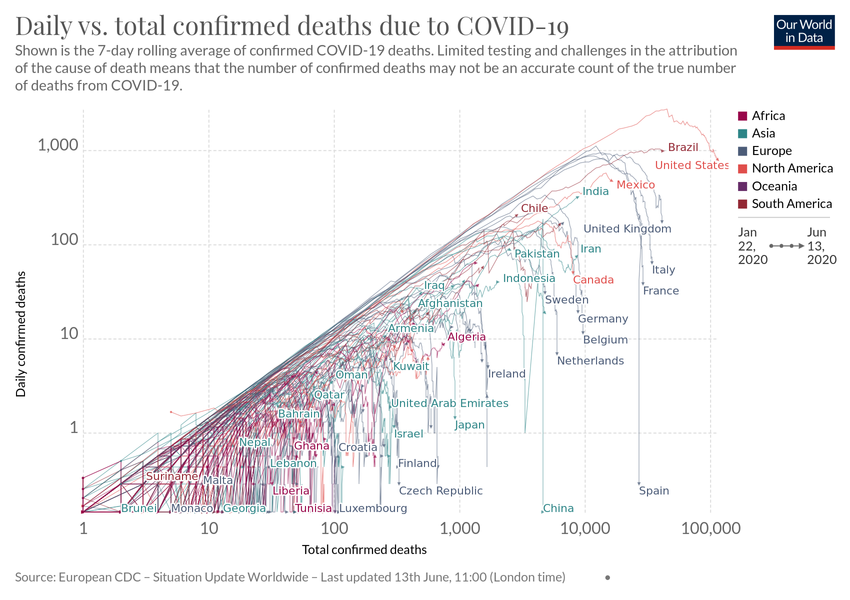 Daily vs. total confirmed deaths due to COVID-19
Our World
in Data
Shown is the 7-day rolling average of confirmed COVID-19 deaths. Limited testing and challenges in the attribution
of the cause of death means that the number of confirmed deaths may not be an accurate count of the true number
of deaths from COVID-19.
Africa
Asia
Europe
North America
Oceania
South America
Jan
22,
2020
Jun
13,
2020
Daily confirmed deaths
1,000
100
10
1
Brazil
United States
Mexico
India
Chile
United Kingdom
Iran
Pakistan
Italy
Indonesia
Canada
Iraq
France
Sweden
Afghanistan
Germany
Armenia
Algeria
Belgium
Netherlands
Kuwait
Oman
Ireland
Qatar
United Arab Emirates
Bahrain
Japan
Israel
Nepal
Ghana
Croatia
Lebanon
Finland
Suriname
Malta
Liberia
Czech Republic
Spain
Brunei
Monaco
Georgia
Tunisia
Luxembourg
China
1
10
100
1,000
10,000
100,000
Total confirmed deaths
Source: European CDC – Situation Update Worldwide – Last updated 13th June, 11:00 (London time)